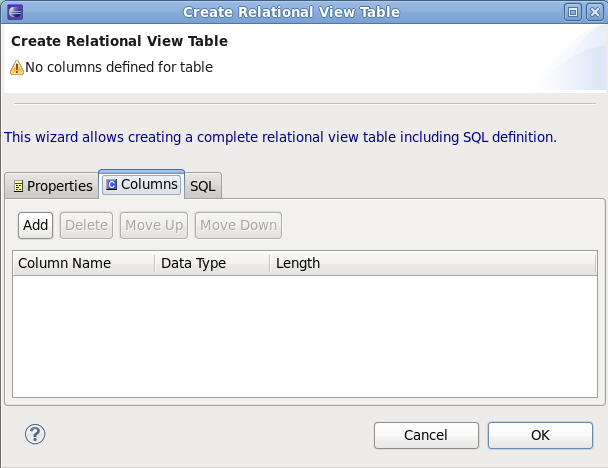 Create Relational View Table
Create Relational View Table
No columns defined for table
This wizard allows creating a complete relational view table including SQL definition.
Properties Columns SQL
Add Delete Move Up Move Down
Column Name Data Type Length
Cancel OK